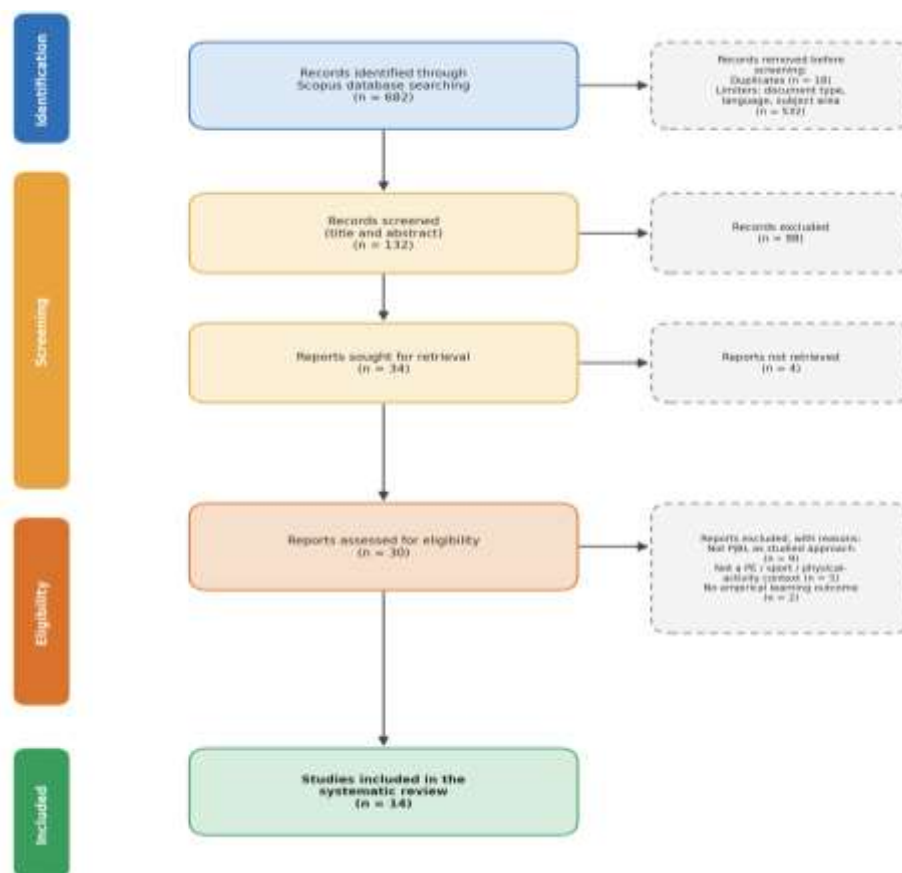 Identification
Records identified through
Scopus database searching
(n = 682)
Records removed before
screening:
Duplicates (n = 18)
Limiters: document type,
language, subject area
(n = 532)
Screening
Records screened
(title and abstract)
(n = 132)
Records excluded
(n = 98)
Reports sought for retrieval
(n = 34)
Reports not retrieved
(n = 4)
Eligibility
Reports assessed for eligibility
(n = 30)
Reports excluded, with reasons:
Not PjBL as studied approach
(n = 9)
Not a PE / sport / physical-
activity context (n = 5)
No empirical learning outcome
(n = 2)
Included
Studies included in the
systematic review
(n = 14)